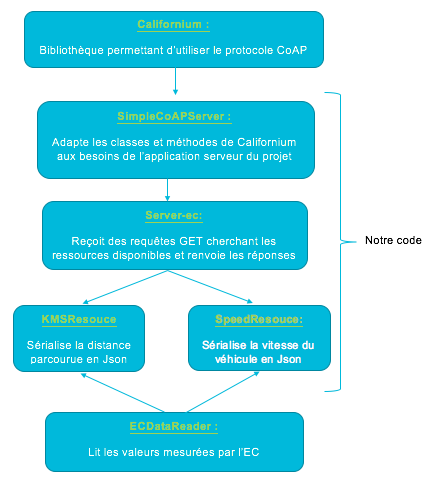 Californium :
Bibliothèque permettant d'utiliser le protocole CoAP
SimpleCoAPServer :
Adapte les classes et méthodes de Californium
aux besoins de l'application serveur du projet
Server-ec:
Reçoit des requêtes GET cherchant les
ressources disponibles et renvoie les réponses
Notre code
KMSResouce
Sérialise la distance
parcourue en Json
SpeedResouce:
Sérialise la vitesse du
véhicule en Json
ECDataReader :
Lit les valeurs mesurées par l'EC